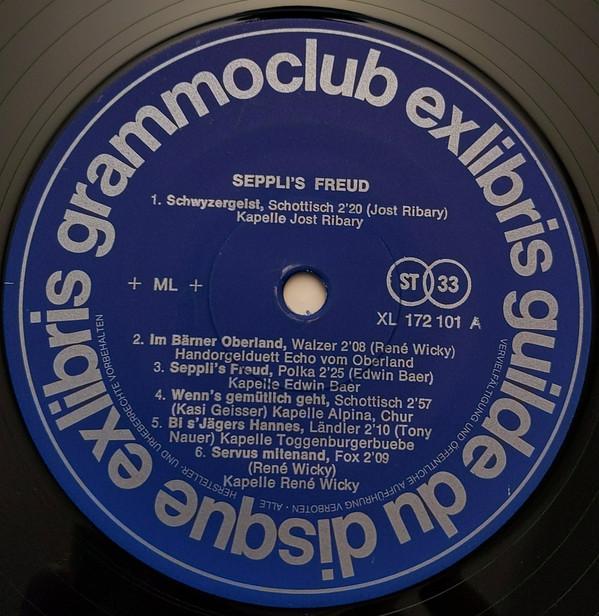 exlibris grammoclub exlibris guilde du disque
SEPPLI'S FREUD
1. Schwyzergeist, Schottisch 2'20 (Jost Ribary)
Kapelle Jost Ribary
+ ML +
ST 33
XL 172 101 A
2. Im Bärner Oberland, Walzer 2'08 (René Wicky)
Handorgelduett Echo vom Oberland
3. Seppli's Freud, Polka 2'25 (Edwin Baer)
Kapelle Edwin Baer
4. Wenn's gemütlich geht, Schottisch 2'57
(Kasi Geisser) Kapelle Alpina, Chur
5. Bi s'Jägers Hannes, Ländler 2'10 (Tony
Nauer) Kapelle Toggenburgerbuebe
6. Servus mitenand, Fox 2'09
(René Wicky)
Kapelle René Wicky
VERVIELFÄLTIGUNG UND ÖFFENTLICHE AUFFÜHRUNG VERBOTEN · ALLE HERSTELLER- UND URHEBERRECHTE VORBEHALTEN